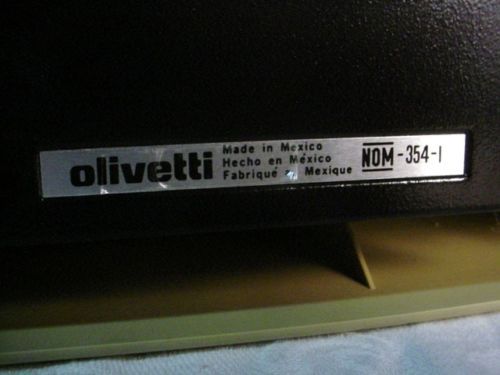 olivetti
Made in Mexico
Hecho en México
Fabriqué Mexique
NOM-354-I